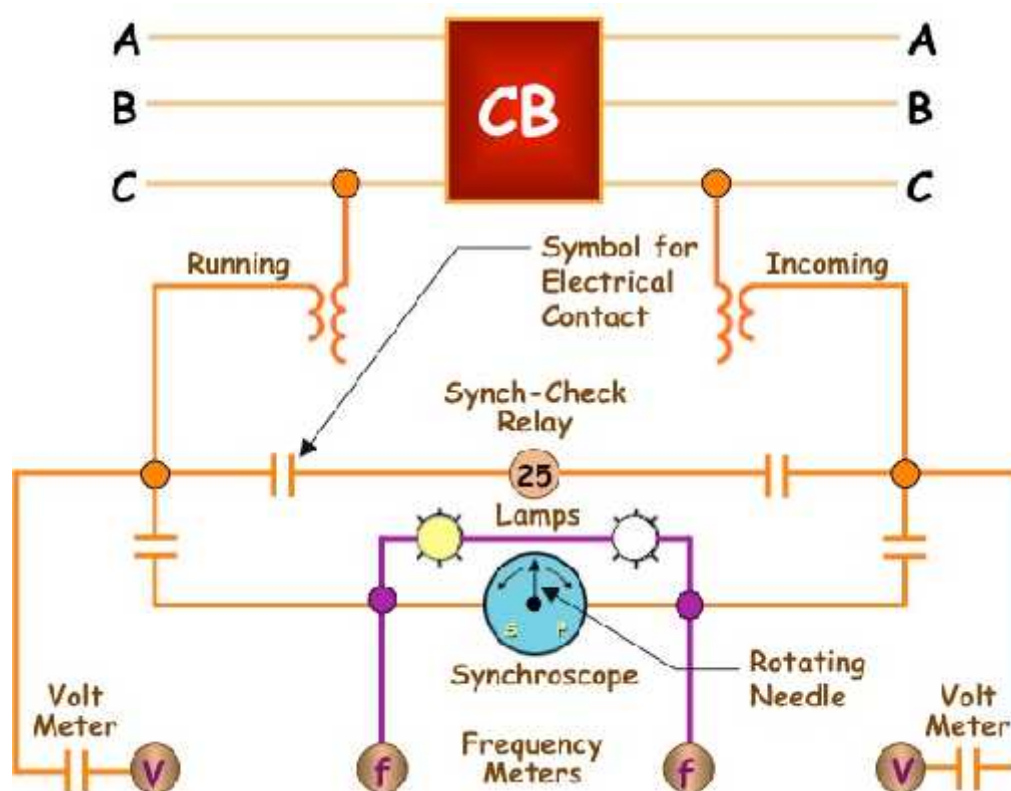 A
A
CB
B
B
C
C
Running
Symbol for
Electrical
Contact
Incoming
Synch-Check
Relay
25
Lamps
S
F
Synchroscope
Rotating
Needle
Volt
Meter
Frequency
Meters
Volt
Meter
V
f
f
V